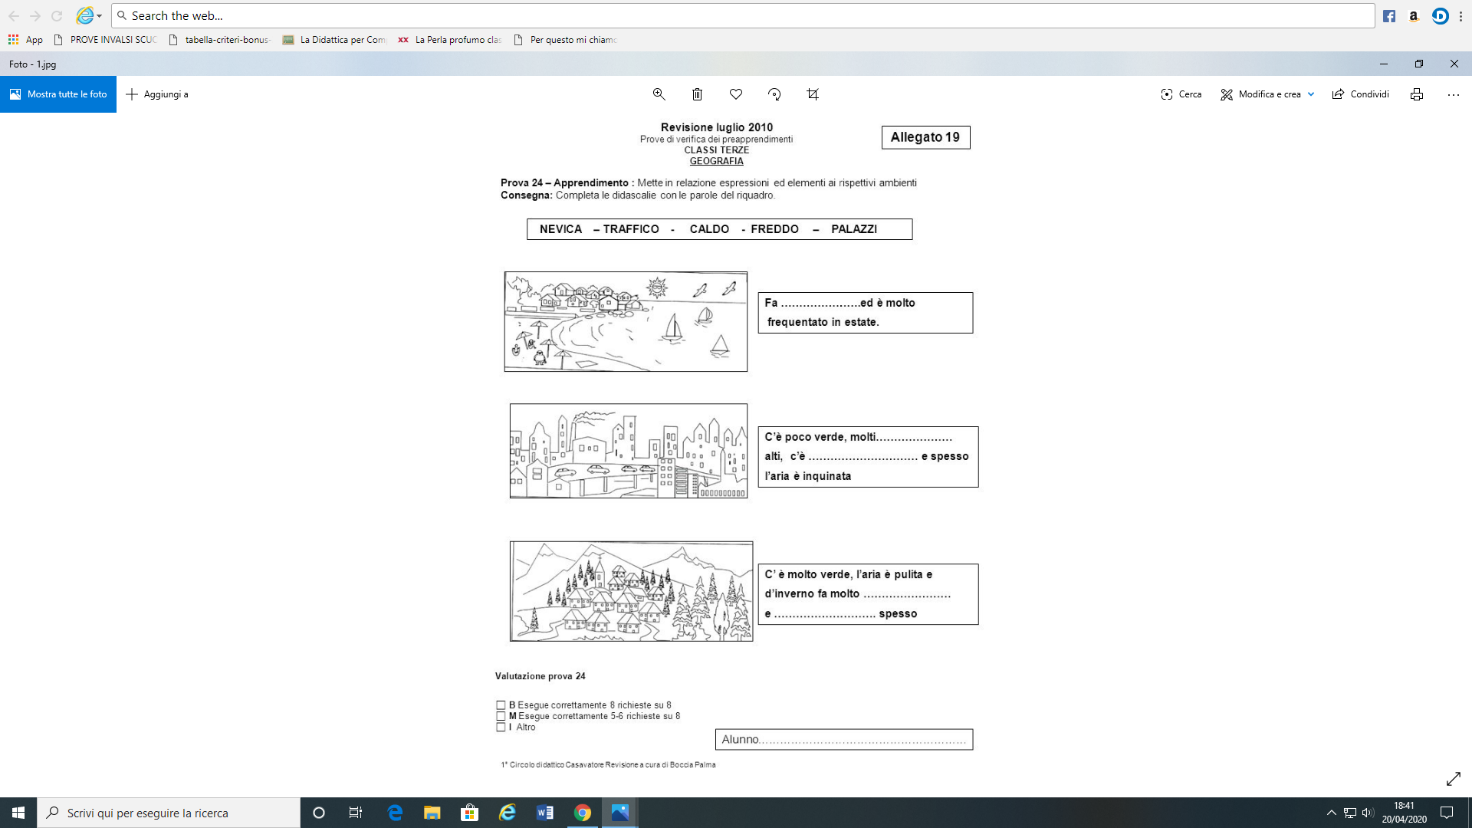 Search the web...
App PROVE INVALSI SCUO tabella-criteri-bonus- La Didattica per Com La Perla profumo clas Per questo mi chiamo
Foto - 1.jpg
Mostra tutte le foto Aggiungi a Cerca Modifica e crea Condividi
Revisione luglio 2010
Prove di verifica dei preapprendimenti
CLASSI TERZE
GEOGRAFIA
Allegato 19
Prova 24 – Apprendimento : Mette in relazione espressioni ed elementi ai rispettivi ambienti
Consegna: Completa le didascalie con le parole del riquadro.
NEVICA – TRAFFICO - CALDO - FREDDO – PALAZZI
Fa ......................ed è molto
frequentato in estate.
C'è poco verde, molti.....................
alti, c'è .............................. e spesso
l'aria è inquinata
C' è molto verde, l'aria è pulita e
d'inverno fa molto ........................
e ............................ spesso
Valutazione prova 24
B Esegue correttamente 8 richieste su 8
M Esegue correttamente 5-6 richieste su 8
I Altro
Alunno.........................................................
1° Circolo didattico Casavatore Revisione a cura di Boccia Palma
Scrivi qui per eseguire la ricerca
18:41
20/04/2020